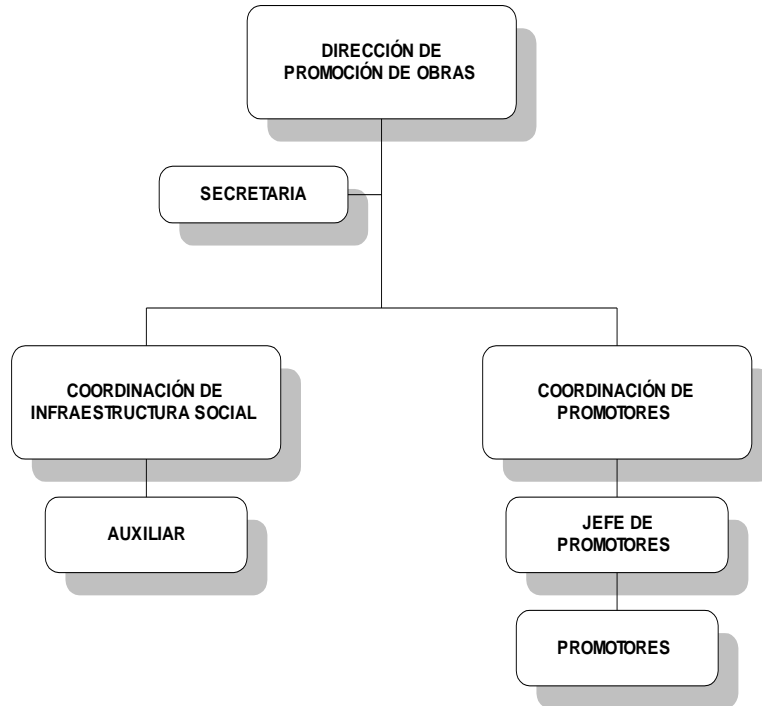 DIRECCIÓN DE
PROMOCIÓN DE OBRAS
SECRETARIA
COORDINACIÓN DE
INFRAESTRUCTURA SOCIAL
COORDINACIÓN DE
PROMOTORES
AUXILIAR
JEFE DE
PROMOTORES
PROMOTORES